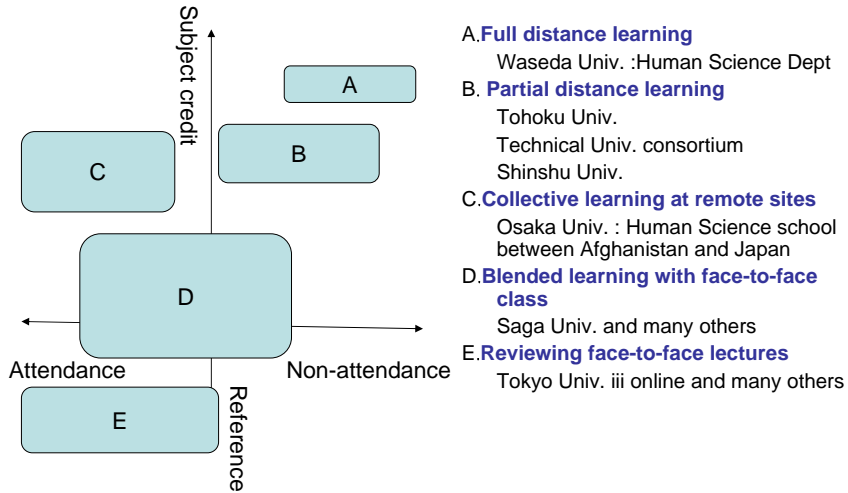 Subject credit
A
B
C
D
E
Attendance
Non-attendance
Reference
A.Full distance learning
Waseda Univ. :Human Science Dept
B. Partial distance learning
Tohoku Univ.
Technical Univ. consortium
Shinshu Univ.
C.Collective learning at remote sites
Osaka Univ. : Human Science school
between Afghanistan and Japan
D.Blended learning with face-to-face
class
Saga Univ. and many others
E.Reviewing face-to-face lectures
Tokyo Univ. iii online and many others